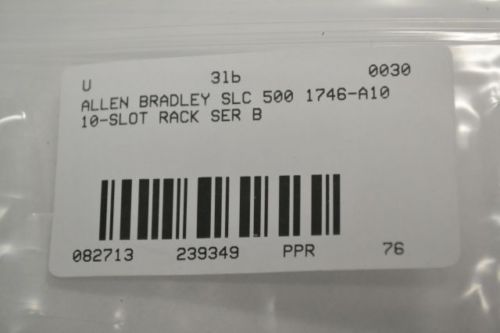 U 31b 0030
ALLEN BRADLEY SLC 500 1746-A10
10-SLOT RACK SER B
082713 239349 PPR 76